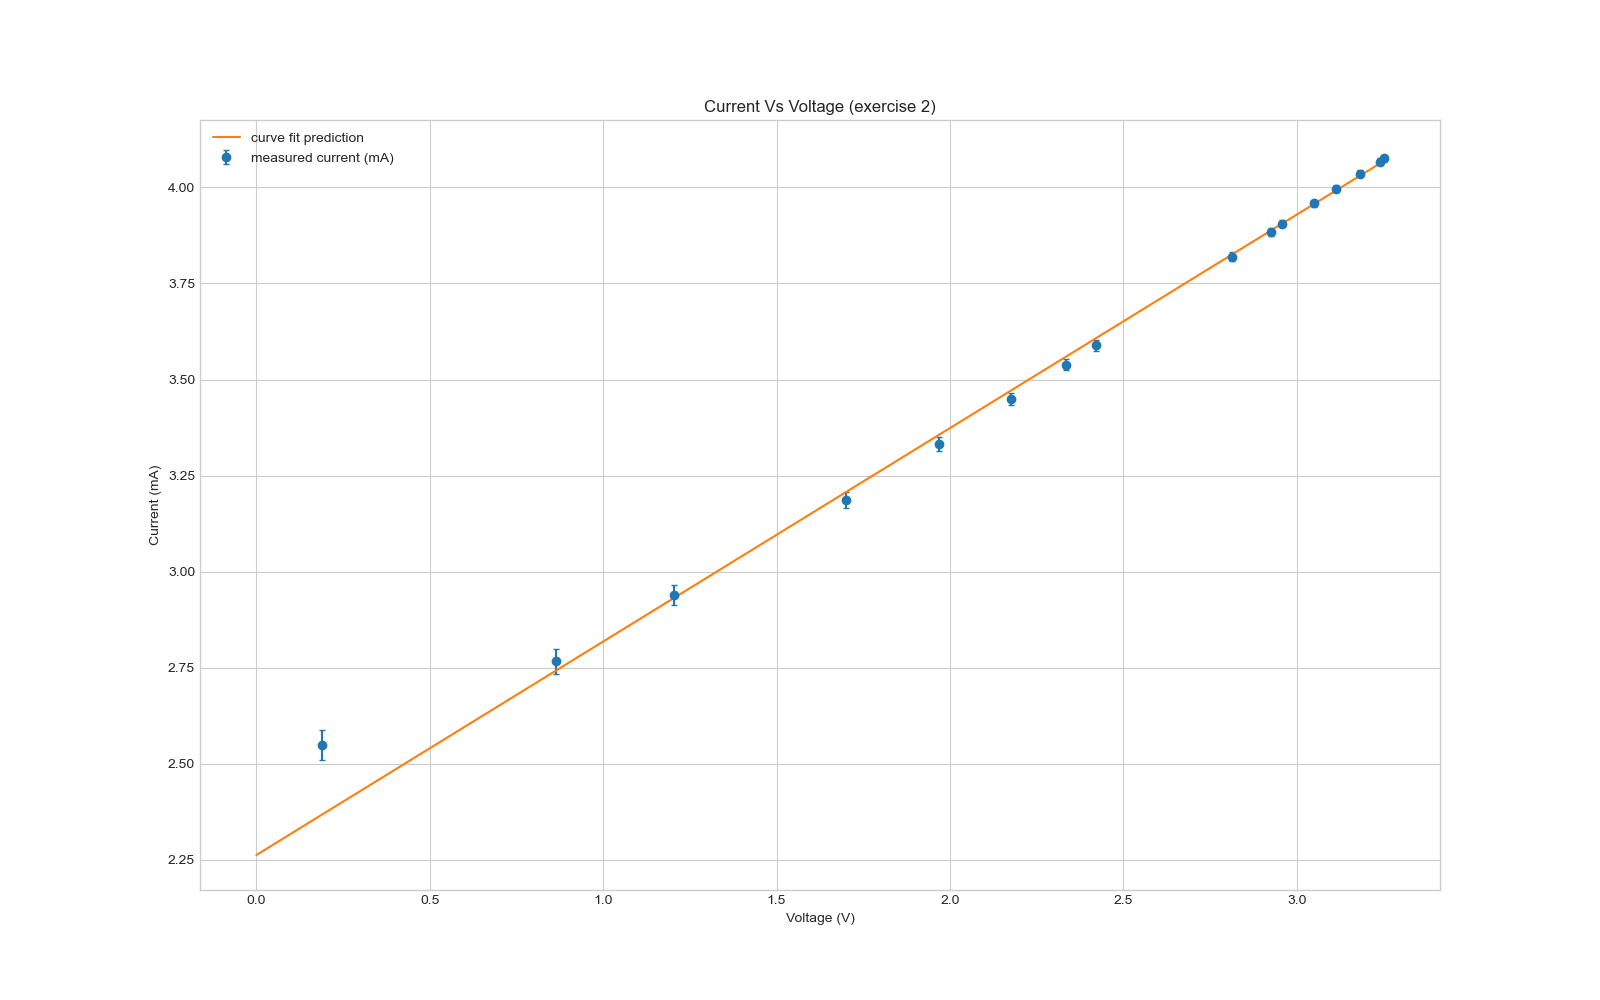 Current Vs Voltage (exercise 2)
curve fit prediction
measured current (mA)
4.00
3.75
3.50
3.25
3.00
2.75
2.50
2.25
Current (mA)
0.0 0.5 1.0 1.5 2.0 2.5 3.0
Voltage (V)